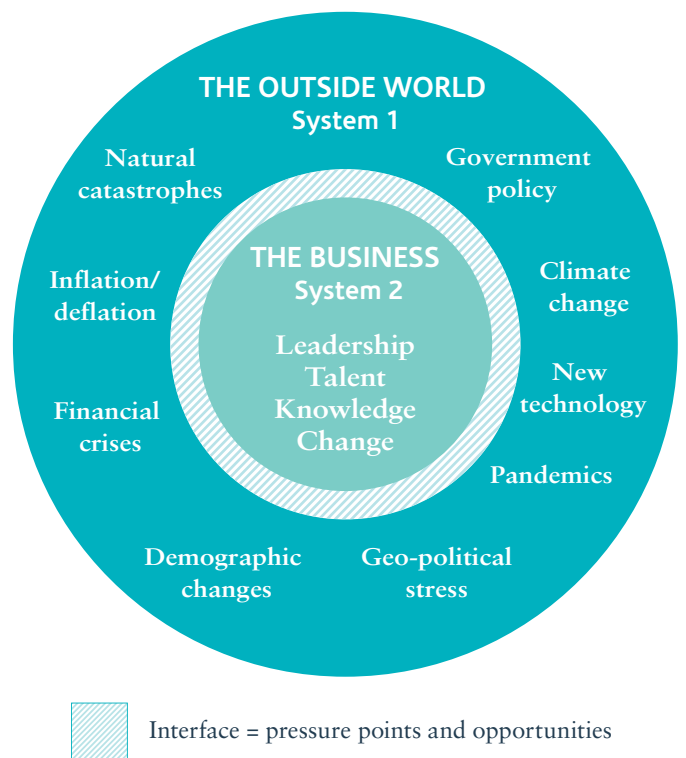 THE OUTSIDE WORLD
System 1
Natural
catastrophes
Government
policy
THE BUSINESS
System 2
Inflation/
deflation
Climate
change
Leadership
Talent
Knowledge
Change
New
technology
Financial
crises
Pandemics
Demographic
changes
Geo-political
stress
Interface = pressure points and opportunities